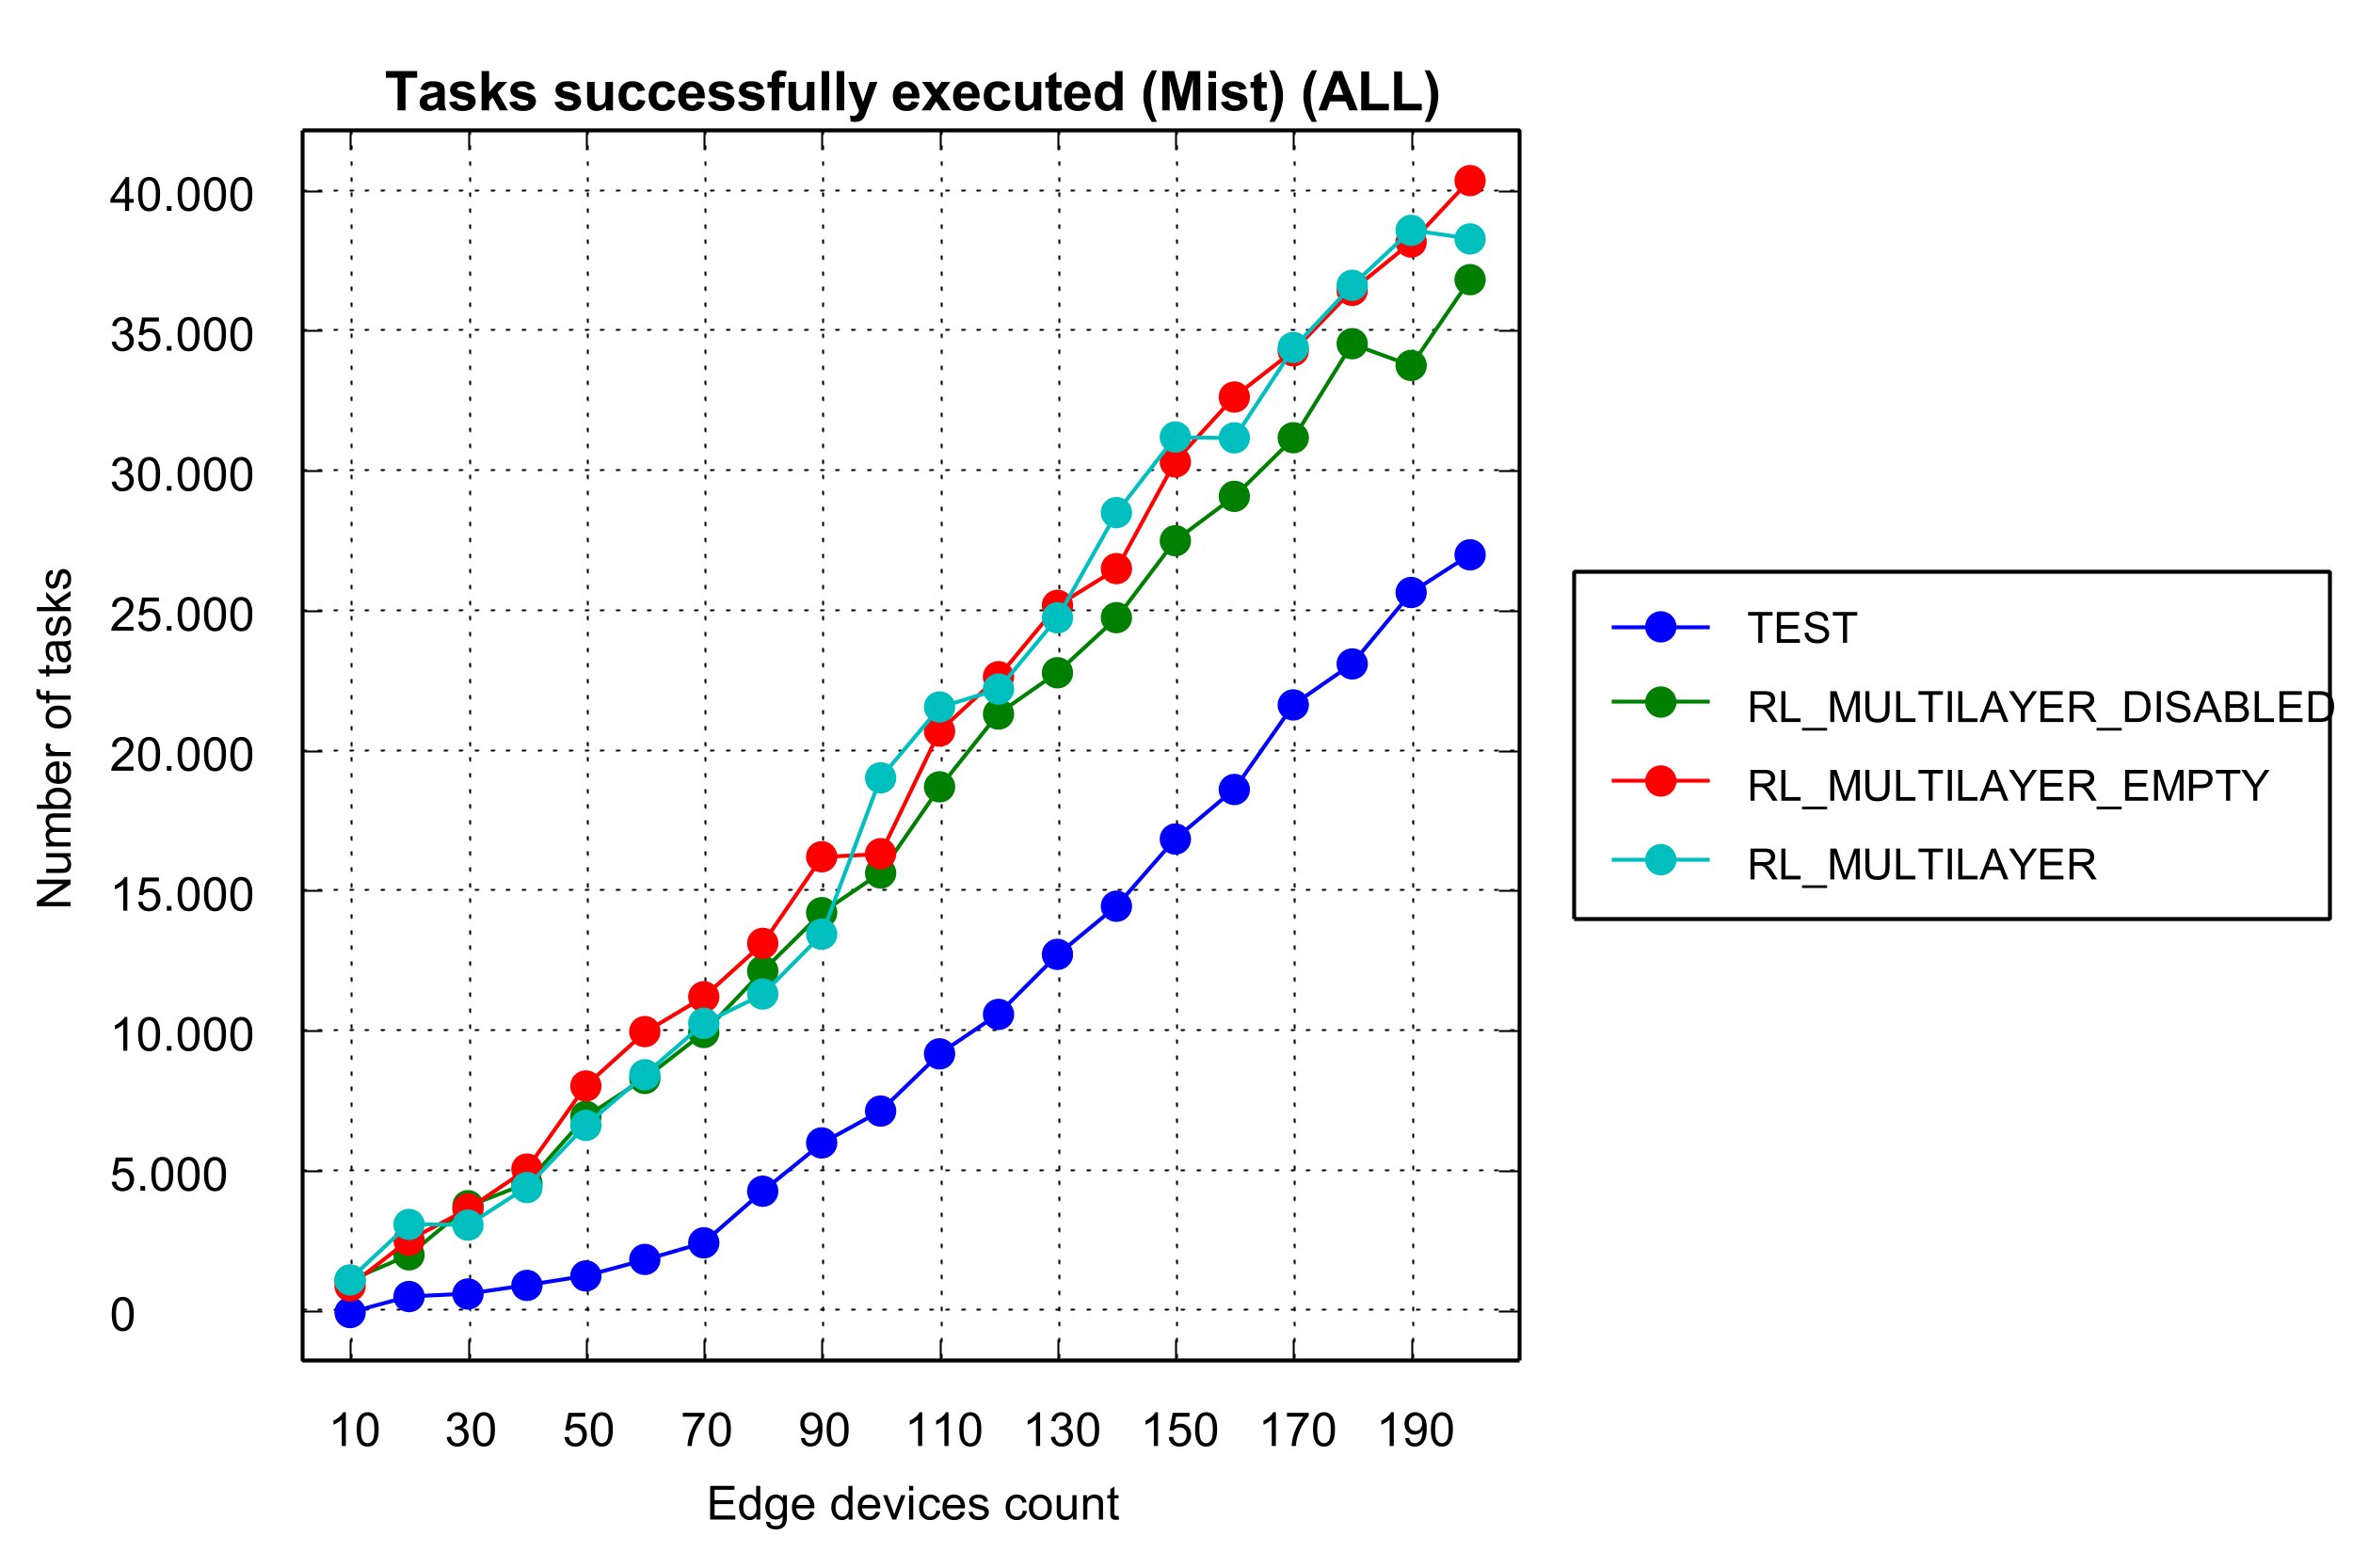 Tasks successfully executed (Mist) (ALL)
40.000
35.000
30.000
25.000
20.000
15.000
10.000
5.000
0
Number of tasks
10 30 50 70 90 110 130 150 170 190
Edge devices count
TEST
RL_MULTILAYER_DISABLED
RL_MULTILAYER_EMPTY
RL_MULTILAYER